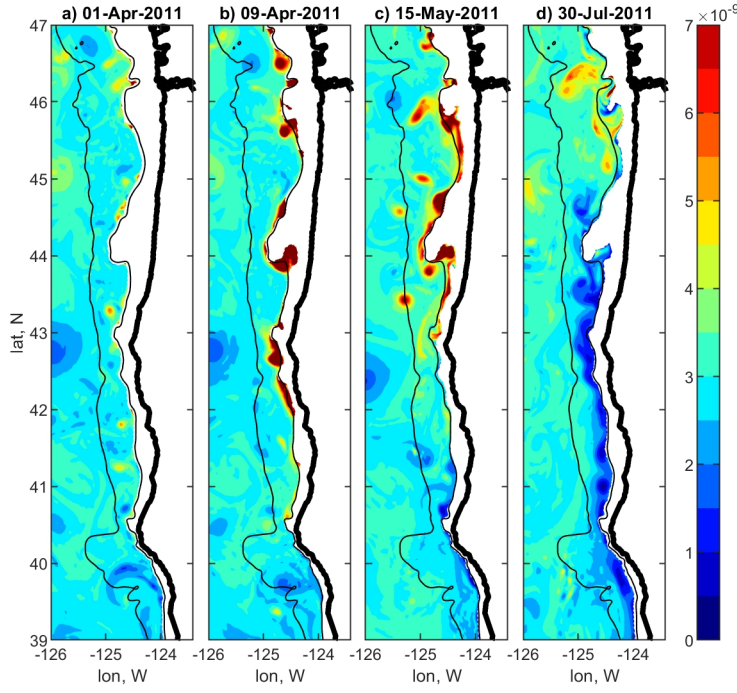 a) 01-Apr-2011 b) 09-Apr-2011 c) 15-May-2011 d) 30-Jul-2011 ×10⁻⁹
47 7
46 6
45 5
44 4
lat, N
43 3
42 2
41 1
40
39 0
-126 -125 -124 -126 -125 -124 -126 -125 -124 -126 -125 -124
lon, W lon, W lon, W lon, W